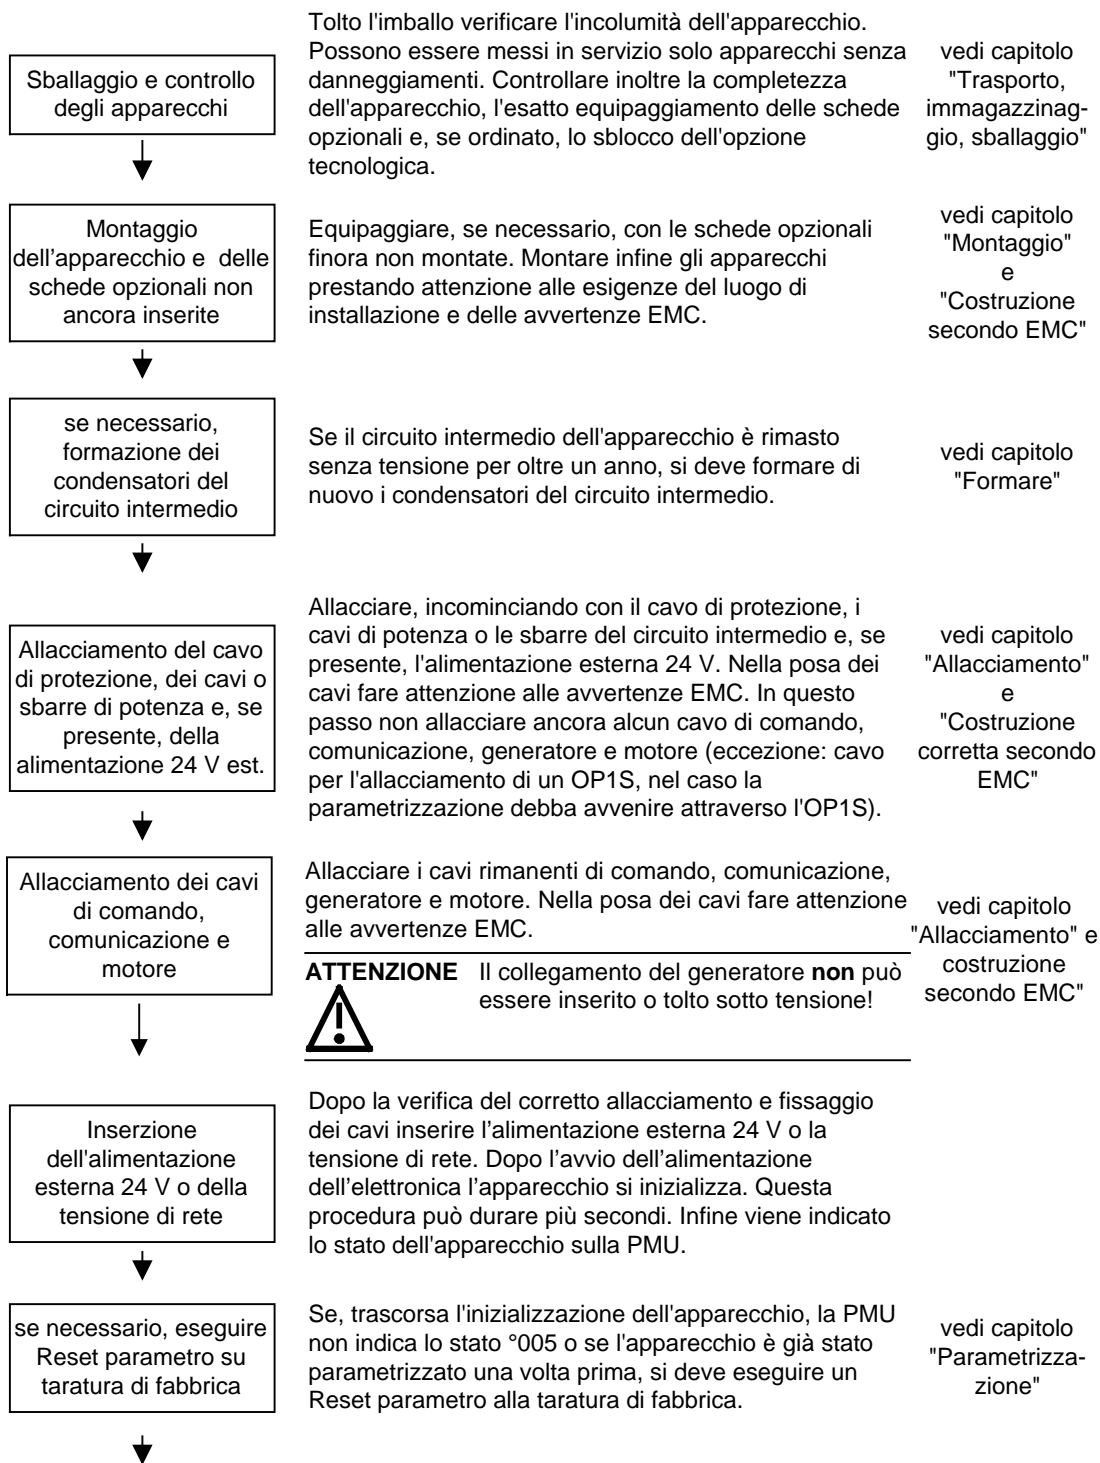 Sballaggio e controllo
degli apparecchi
Tolto l'imballo verificare l'incolumità dell'apparecchio.
Possono essere messi in servizio solo apparecchi senza
danneggiamenti. Controllare inoltre la completezza
dell'apparecchio, l'esatto equipaggiamento delle schede
opzionali e, se ordinato, lo sblocco dell'opzione
tecnologica.
vedi capitolo
"Trasporto,
immagazzinag-
gio, sballaggio"
Montaggio
dell'apparecchio e  delle
schede opzionali non
ancora inserite
Equipaggiare, se necessario, con le schede opzionali
finora non montate. Montare infine gli apparecchi
prestando attenzione alle esigenze del luogo di
installazione e delle avvertenze EMC.
vedi capitolo
"Montaggio"
e
"Costruzione
secondo EMC"
se necessario,
formazione dei
condensatori del
circuito intermedio
Se il circuito intermedio dell'apparecchio è rimasto
senza tensione per oltre un anno, si deve formare di
nuovo i condensatori del circuito intermedio.
vedi capitolo
"Formare"
Allacciamento del cavo
di protezione, dei cavi o
sbarre di potenza e, se
presente, della
alimentazione 24 V est.
Allacciare, incominciando con il cavo di protezione, i
cavi di potenza o le sbarre del circuito intermedio e, se
presente, l'alimentazione esterna 24 V. Nella posa dei
cavi fare attenzione alle avvertenze EMC. In questo
passo non allacciare ancora alcun cavo di comando,
comunicazione, generatore e motore (eccezione: cavo
per l'allacciamento di un OP1S, nel caso la
parametrizzazione debba avvenire attraverso l'OP1S).
vedi capitolo
"Allacciamento"
e
"Costruzione
corretta secondo
EMC"
Allacciamento dei cavi
di comando,
comunicazione e
motore
Allacciare i cavi rimanenti di comando, comunicazione,
generatore e motore. Nella posa dei cavi fare attenzione
alle avvertenze EMC.
ATTENZIONE Il collegamento del generatore non può
essere inserito o tolto sotto tensione!
vedi capitolo
"Allacciamento" e
costruzione
secondo EMC"
Inserzione
dell'alimentazione
esterna 24 V o della
tensione di rete
Dopo la verifica del corretto allacciamento e fissaggio
dei cavi inserire l'alimentazione esterna 24 V o la
tensione di rete. Dopo l'avvio dell'alimentazione
dell'elettronica l'apparecchio si inizializza. Questa
procedura può durare più secondi. Infine viene indicato
lo stato dell'apparecchio sulla PMU.
se necessario, eseguire
Reset parametro su
taratura di fabbrica
Se, trascorsa l'inizializzazione dell'apparecchio, la PMU
non indica lo stato °005 o se l'apparecchio è già stato
parametrizzato una volta prima, si deve eseguire un
Reset parametro alla taratura di fabbrica.
vedi capitolo
"Parametrizza-
zione"